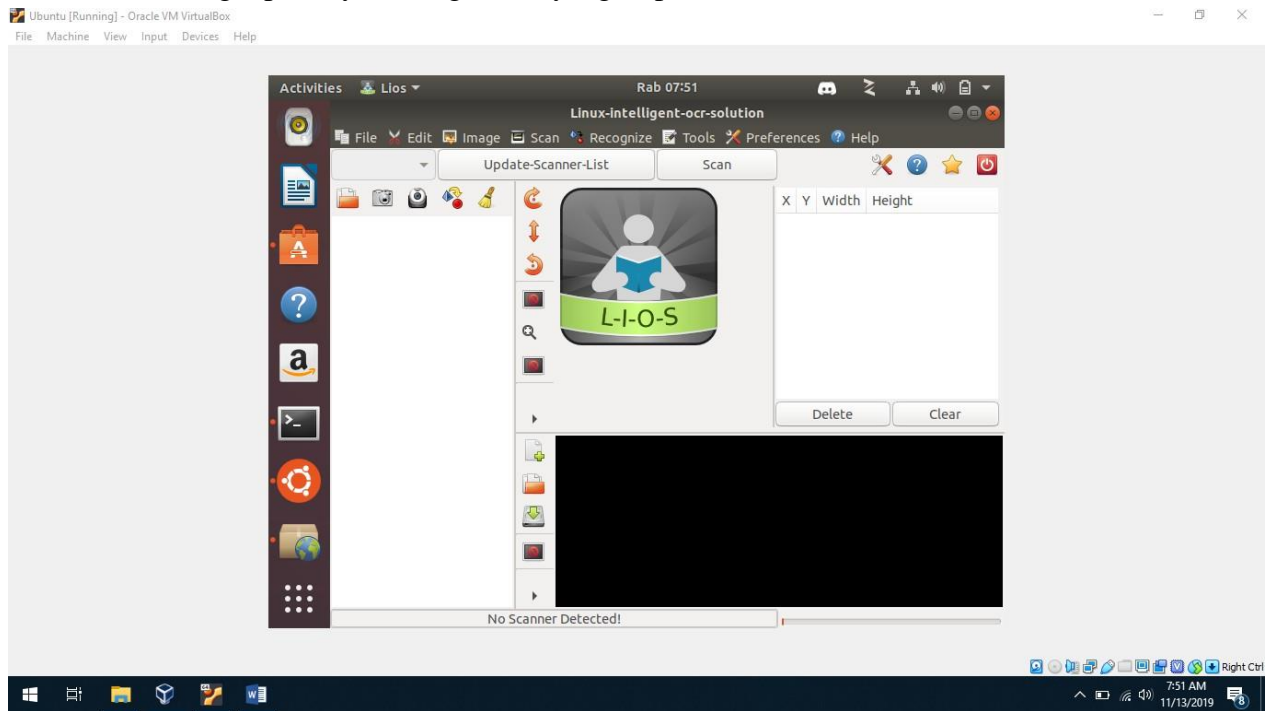 Ubuntu [Running] - Oracle VM VirtualBox
File Machine View Input Devices Help
Activities Lios Rab 07:51
Linux-intelligent-ocr-solution
File Edit Image Scan Recognize Tools Preferences Help
Update-Scanner-List Scan
X Y Width Height
L-I-O-S
Delete Clear
No Scanner Detected!
Right Ctrl
7:51 AM
11/13/2019
8